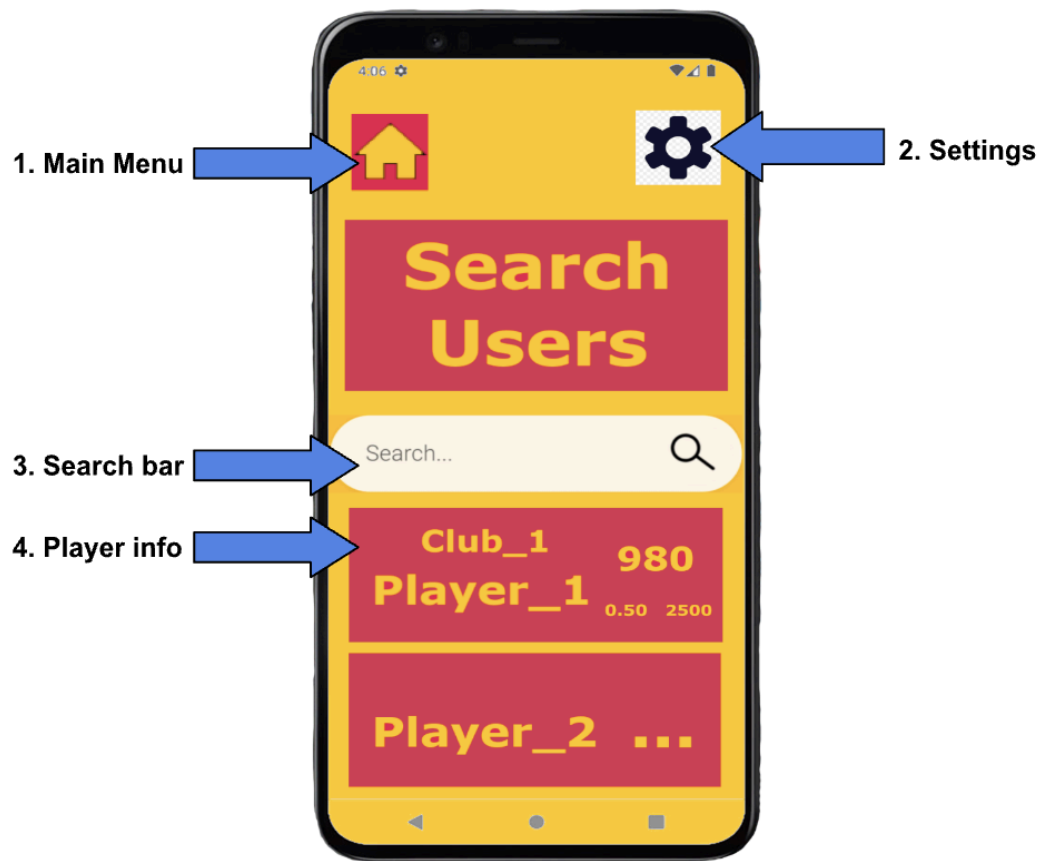 4:06
1. Main Menu
2. Settings
Search
Users
3. Search bar
Search...
4. Player info
Club_1
980
Player_1
0.50 2500
Player_2 ...